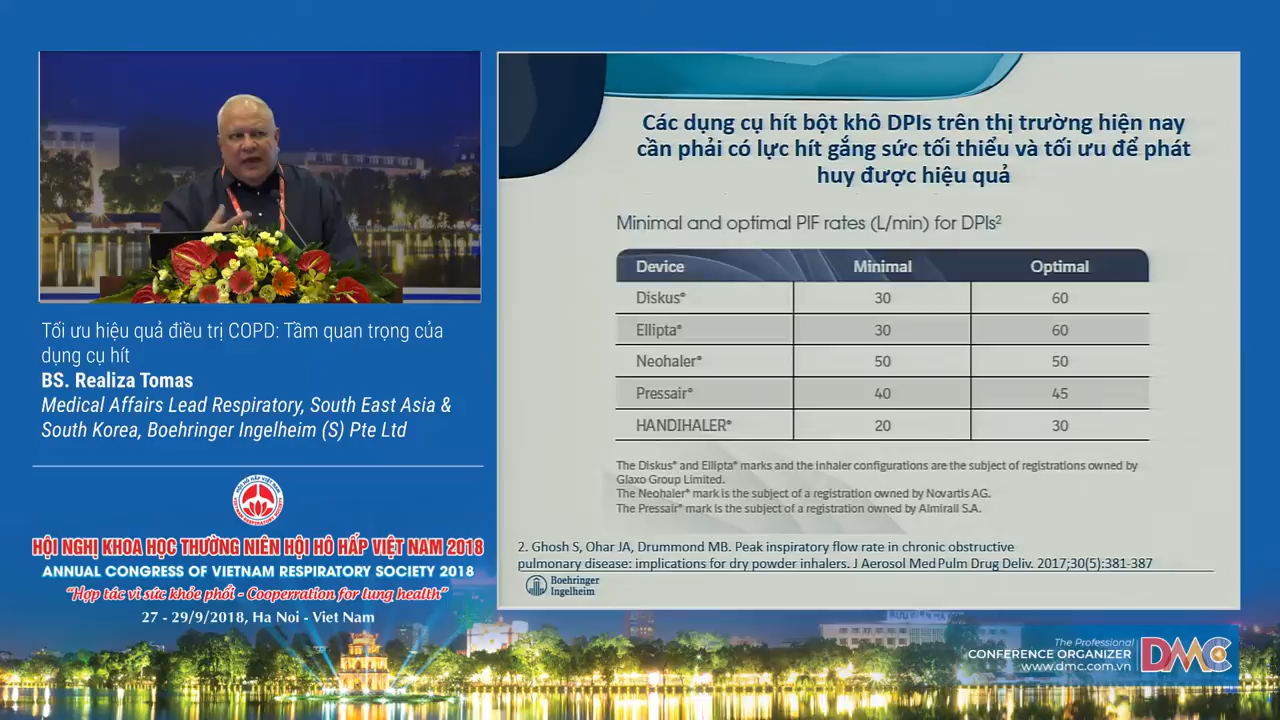 Tối ưu hiệu quả điều trị COPD: Tầm quan trọng của
dụng cụ hít
BS. Realiza Tomas
Medical Affairs Lead Respiratory, South East Asia &
South Korea, Boehringer Ingelheim (S) Pte Ltd
HỘI NGHỊ KHOA HỌC THƯỜNG NIÊN HỘI HÔ HẤP VIỆT NAM 2018
ANNUAL CONGRESS OF VIETNAM RESPIRATORY SOCIETY 2018
“Hợp tác vì sức khỏe phổi - Cooperration for lung health”
27 - 29/9/2018, Ha Noi - Viet Nam
Các dụng cụ hít bột khô DPIs trên thị trường hiện nay
cần phải có lực hít gắng sức tối thiểu và tối ưu để phát
huy được hiệu quả
Minimal and optimal PIF rates (L/min) for DPIs²
Device Minimal Optimal
Diskus® 30 60
Ellipta® 30 60
Neohaler® 50 50
Pressair® 40 45
HANDIHALER® 20 30
The Diskus® and Ellipta® marks and the inhaler configurations are the subject of registrations owned by
Glaxo Group Limited.
The Neohaler® mark is the subject of a registration owned by Novartis AG.
The Pressair® mark is the subject of a registration owned by Almirall S.A.
2. Ghosh S, Ohar JA, Drummond MB. Peak inspiratory flow rate in chronic obstructive
pulmonary disease: implications for dry powder inhalers. J Aerosol Med Pulm Drug Deliv. 2017;30(5):381-387
Boehringer
Ingelheim
The Professional
CONFERENCE ORGANIZER
www.dmc.com.vn
DMC